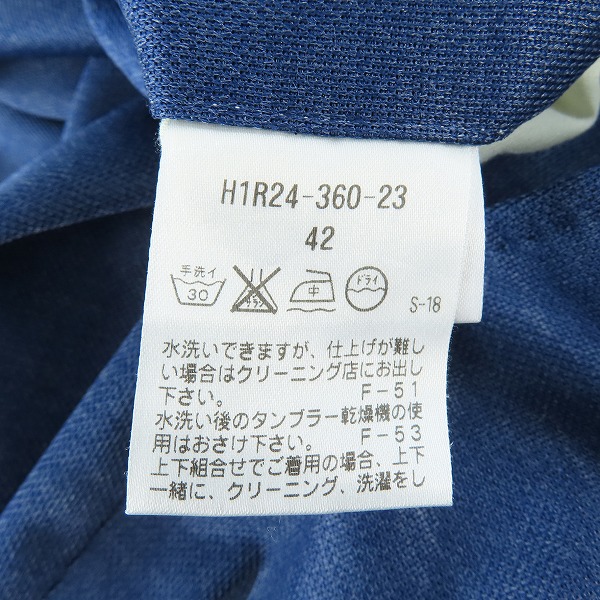 H1R24-360-23
42
手洗イ
30
中
ドライ
S-18
水洗いできますが、仕上げが難し
い場合はクリーニング店にお出し
下さい。 F-51
水洗い後のタンブラー乾燥機の使
用はおさけ下さい。 F-53
上下組合せでご着用の場合、上下
一緒に、クリーニング、洗濯をし